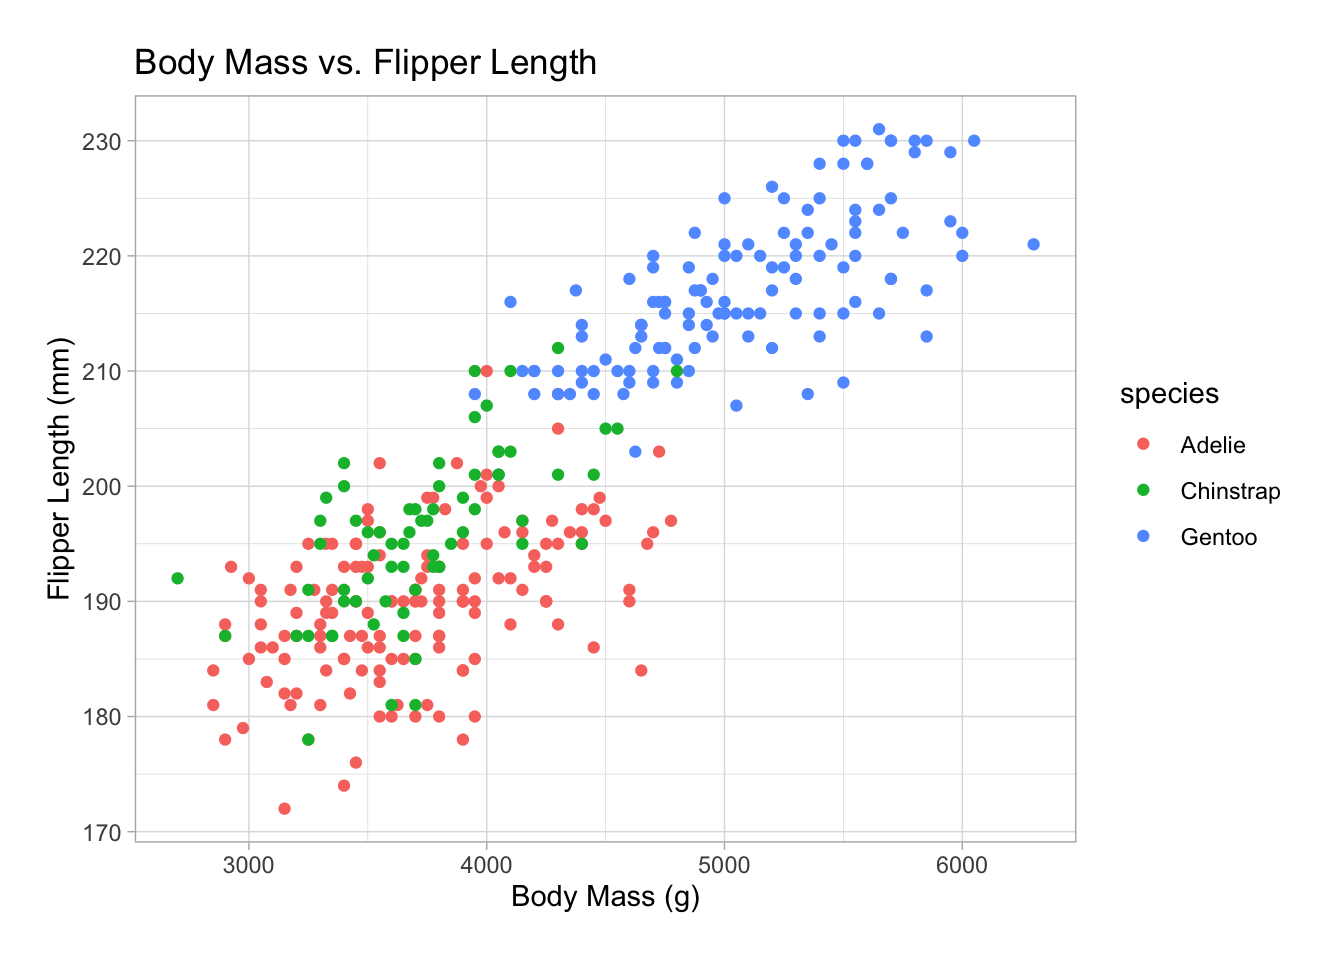 Body Mass vs. Flipper Length
230
220
210
200
190
180
170
Flipper Length (mm)
3000 4000 5000 6000
Body Mass (g)
species
Adelie
Chinstrap
Gentoo